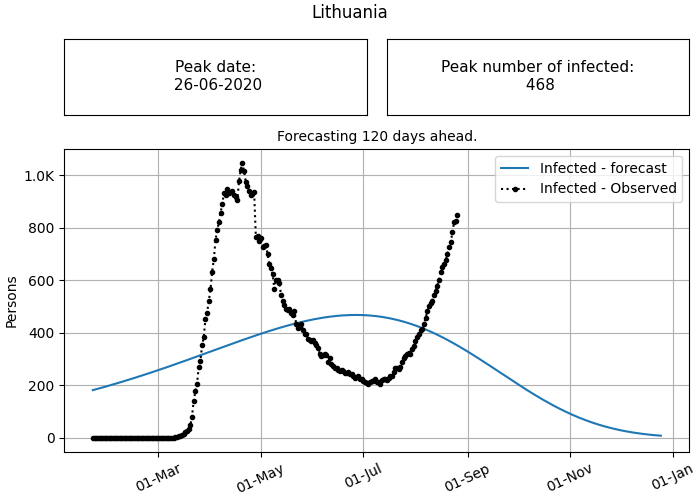 Lithuania
Peak date:
26-06-2020
Peak number of infected:
468
Forecasting 120 days ahead.
Infected - forecast
Infected - Observed
Persons
1.0K
800
600
400
200
0
01-Mar
01-May
01-Jul
01-Sep
01-Nov
01-Jan